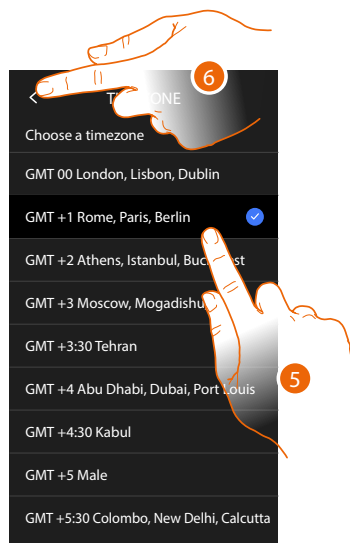 6
Choose a timezone
GMT 00 London, Lisbon, Dublin
GMT +1 Rome, Paris, Berlin
GMT +2 Athens, Istanbul,
GMT +3 Moscow, Mogadishu
GMT +3:30 Tehran
GMT +4 Abu Dhabi, Dubai, Port Louis
5
GMT +4:30 Kabul
GMT +5 Male
GMT +5:30 Colombo, New Delhi, Calcutta